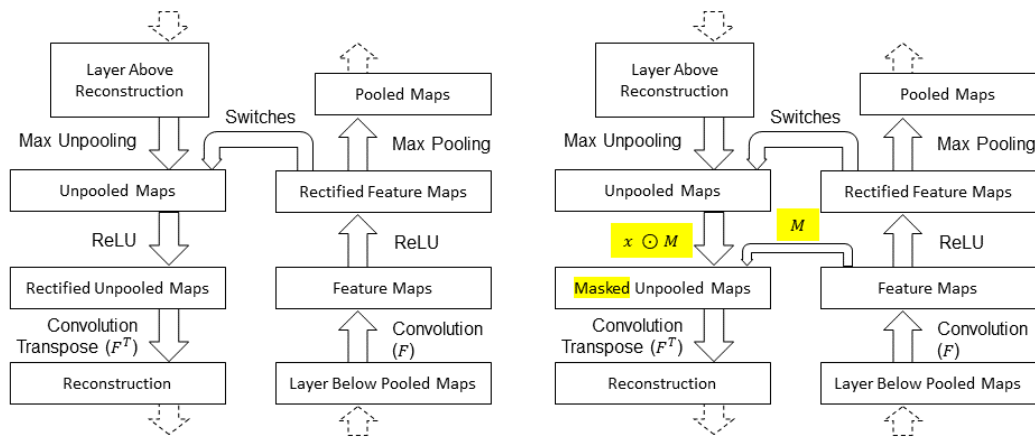 Layer Above
Reconstruction
Pooled Maps
Switches
Max Unpooling
Max Pooling
Unpooled Maps
Rectified Feature Maps
ReLU
ReLU
Rectified Unpooled Maps
Feature Maps
Convolution
Transpose (F^T)
Convolution
(F)
Reconstruction
Layer Below Pooled Maps
Layer Above
Reconstruction
Pooled Maps
Switches
Max Unpooling
Max Pooling
Unpooled Maps
Rectified Feature Maps
x ⊙ M
M
ReLU
Masked Unpooled Maps
Feature Maps
Convolution
Transpose (F^T)
Convolution
(F)
Reconstruction
Layer Below Pooled Maps